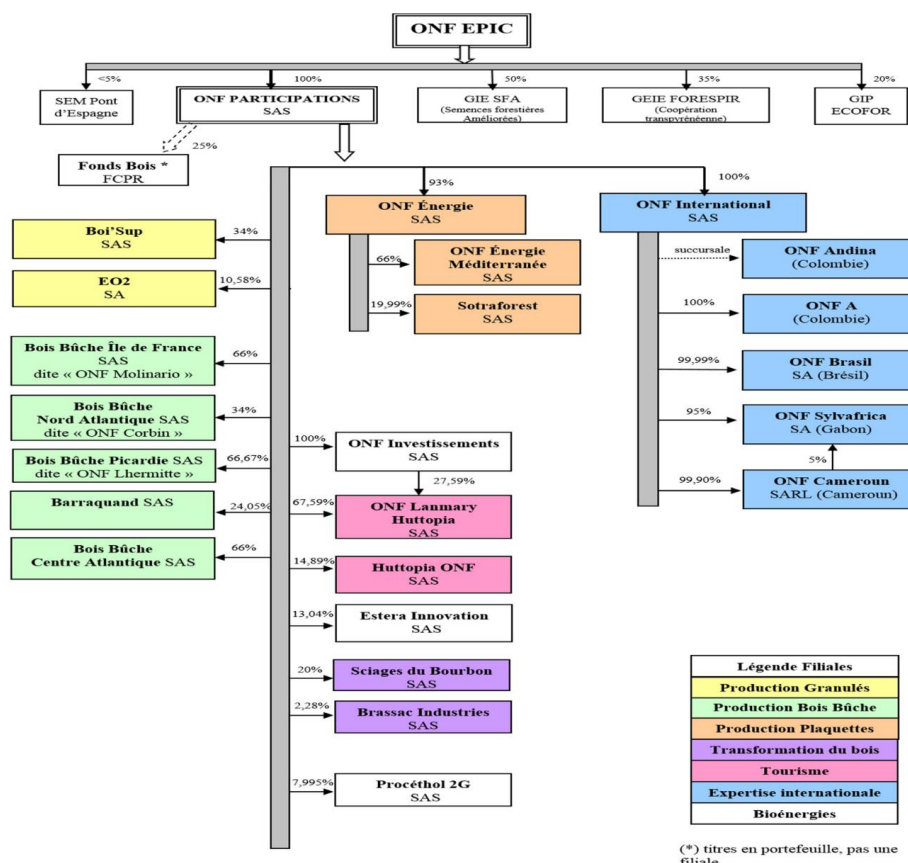 ONF EPIC
<5%
100%
50%
35%
20%
SEM Pont
d'Espagne
ONF PARTICIPATIONS
SAS
GIE SFA
(Semences forestières
Améliorées)
GEIE FORESPIR
(Coopération
transpyrénéenne)
GIP
ECOFOR
25%
Fonds Bois *
FCPR
93%
100%
ONF Énergie
SAS
ONF International
SAS
Boi'Sup
SAS
34%
66%
ONF Énergie
Méditerranée
SAS
succursale
ONF Andina
(Colombie)
EO2
SA
10,58%
19,99%
Sotraforest
SAS
100%
ONF A
(Colombie)
Bois Bûche Île de France
SAS
dite « ONF Molinario »
66%
99,99%
ONF Brasil
SA (Brésil)
Bois Bûche
Nord Atlantique SAS
dite « ONF Corbin »
34%
95%
ONF Sylvafrica
SA (Gabon)
100%
ONF Investissements
SAS
5%
Bois Bûche Picardie SAS
dite « ONF Lhermitte »
66,67%
27,59%
99,90%
ONF Cameroun
SARL (Cameroun)
Barraquand SAS
24,05%
67,59%
ONF Lanmary
Huttopia
SAS
Bois Bûche
Centre Atlantique SAS
66%
14,89%
Huttopia ONF
SAS
13,04%
Estera Innovation
SAS
20%
Sciages du Bourbon
SAS
2,28%
Brassac Industries
SAS
7,995%
Procéthol 2G
SAS
Légende Filiales
Production Granulés
Production Bois Bûche
Production Plaquettes
Transformation du bois
Tourisme
Expertise internationale
Bioénergies
(*) titres en portefeuille, pas une
filiale